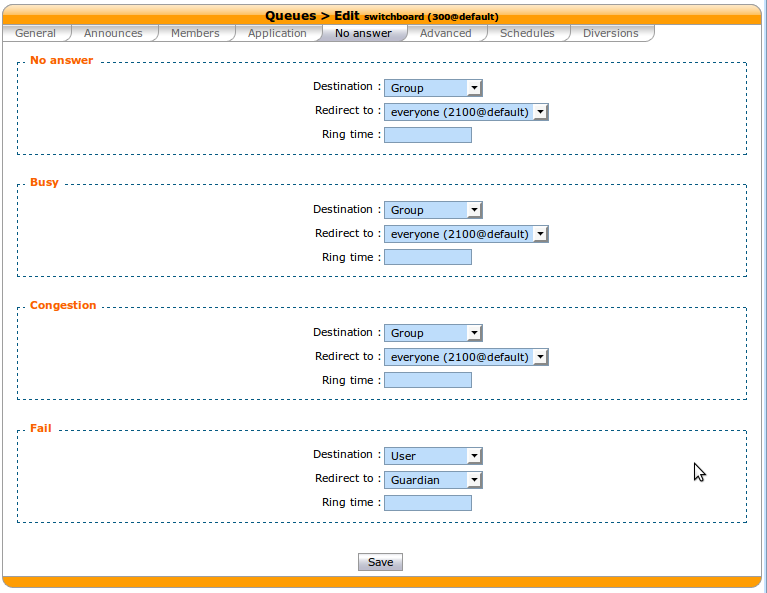 Queues > Edit switchboard (300@default)
General Announces Members Application No answer Advanced Schedules Diversions
No answer
Destination : Group
Redirect to : everyone (2100@default)
Ring time :
Busy
Destination : Group
Redirect to : everyone (2100@default)
Ring time :
Congestion
Destination : Group
Redirect to : everyone (2100@default)
Ring time :
Fail
Destination : User
Redirect to : Guardian
Ring time :
Save